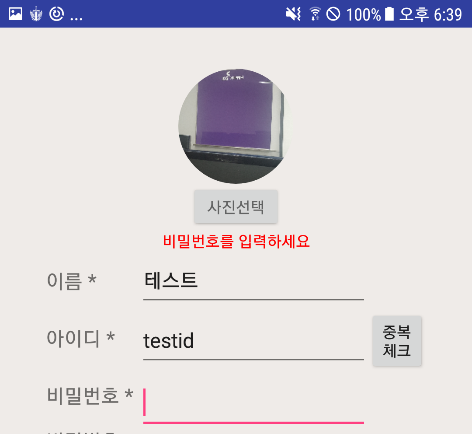 ... 100% 오후 6:39
사진선택
비밀번호를 입력하세요
이름 * 테스트
아이디 * testid 중복
체크
비밀번호 *